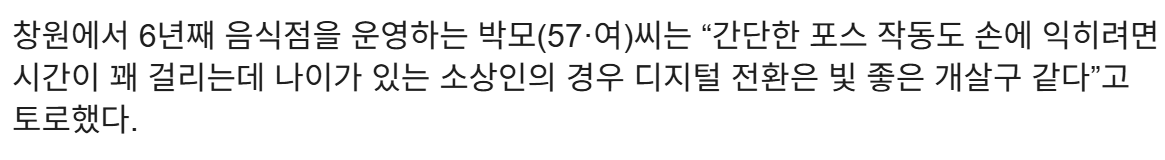 창원에서 6년째 음식점을 운영하는 박모(57·여)씨는 “간단한 포스 작동도 손에 익히려면
시간이 꽤 걸리는데 나이가 있는 소상인의 경우 디지털 전환은 빛 좋은 개살구 같다”고
토로했다.